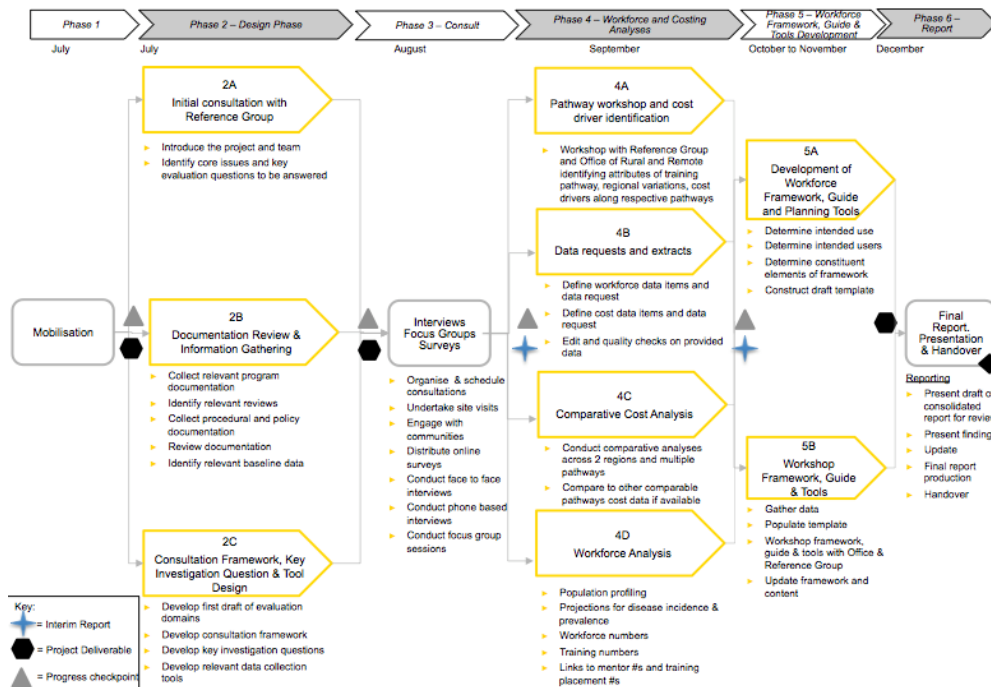 Phase 1
Phase 2 – Design Phase
Phase 3 – Consult
Phase 4 – Workforce and Costing
Analyses
Phase 5 – Workforce
Framework, Guide &
Tools Development
Phase 6 –
Report
July
July
August
September
October to November
December
Mobilisation
2A
Initial consultation with
Reference Group
Introduce the project and team
Identify core issues and key
evaluation questions to be answered
2B
Documentation Review &
Information Gathering
Collect relevant program
documentation
Identify relevant reviews
Collect procedural and policy
documentation
Review documentation
Identify relevant baseline data
2C
Consultation Framework, Key
Investigation Question & Tool
Design
Develop first draft of evaluation
domains
Develop consultation framework
Develop key investigation questions
Develop relevant data collection
tools
Interviews
Focus Groups
Surveys
Organise & schedule
consultations
Undertake site visits
Engage with
communities
Distribute online
surveys
Conduct face to face
interviews
Conduct phone based
interviews
Conduct focus group
sessions
4A
Pathway workshop and cost
driver identification
Workshop with Reference Group
and Office of Rural and Remote
identifying attributes of training
pathway, regional variations, cost
drivers along respective pathways
4B
Data requests and extracts
Define workforce data items and
data request
Define cost data items and data
request
Edit and quality checks on provided
data
4C
Comparative Cost Analysis
Conduct comparative analyses
across 2 regions and multiple
pathways
Compare to other comparable
pathways cost data if available
4D
Workforce Analysis
Population profiling
Projections for disease incidence &
prevalence
Workforce numbers
Training numbers
Links to mentor #s and training
placement #s
5A
Development of
Workforce
Framework, Guide
and Planning Tools
Determine intended use
Determine intended users
Determine constituent
elements of framework
Construct draft template
5B
Workshop
Framework, Guide
& Tools
Gather data
Populate template
Workshop framework,
guide & tools with Office &
Reference Group
Update framework and
content
Final
Report.
Presentation
& Handover
Reporting
Present draft o
consolidated
report for review
Present finding
Update
Final report
production
Handover
Key:
= Interim Report
= Project Deliverable
= Progress checkpoint